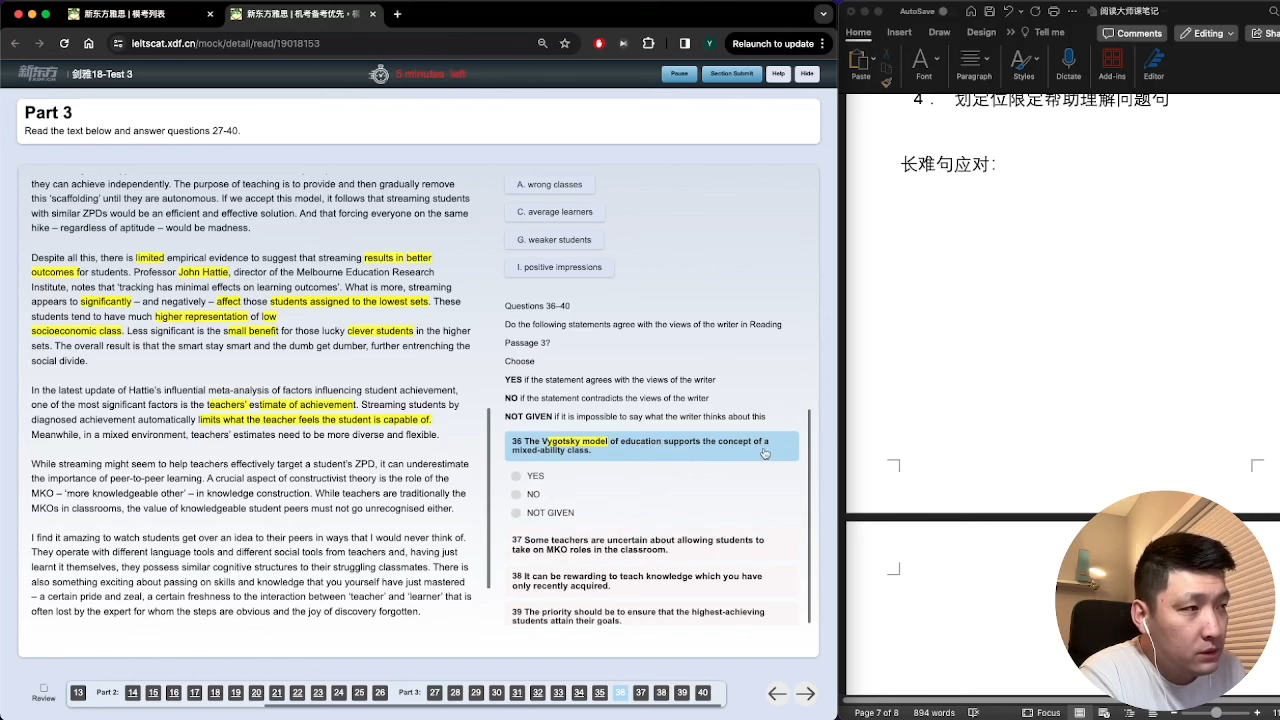 新东方雅思 | 模考列表
新东方雅思 | 机考备考优先 • 模
AutoSave
阅读大师课笔记
ieltscat.xdf.cn/mock/detail/read/19018153
Y
Relaunch to update
Home
Insert
Draw
Design
Tell me
Comments
Editing
Paste
Font
Paragraph
Styles
Dictate
Add-ins
Editor
新东方
剑雅18-Test 3
5 minutes left
Pause
Section Submit
Help
Hide
Part 3
Read the text below and answer questions 27-40.
they can achieve independently. The purpose of teaching is to provide and then gradually remove
this 'scaffolding' until they are autonomous. If we accept this model, it follows that streaming students
with similar ZPDs would be an efficient and effective solution. And that forcing everyone on the same
hike – regardless of aptitude – would be madness.
Despite all this, there is limited empirical evidence to suggest that streaming results in better
outcomes for students. Professor John Hattie, director of the Melbourne Education Research
Institute, notes that 'tracking has minimal effects on learning outcomes'. What is more, streaming
appears to significantly – and negatively – affect those students assigned to the lowest sets. These
students tend to have much higher representation of low
socioeconomic class. Less significant is the small benefit for those lucky clever students in the higher
sets. The overall result is that the smart stay smart and the dumb get dumber, further entrenching the
social divide.
In the latest update of Hattie's influential meta-analysis of factors influencing student achievement,
one of the most significant factors is the teachers' estimate of achievement. Streaming students by
diagnosed achievement automatically limits what the teacher feels the student is capable of.
Meanwhile, in a mixed environment, teachers' estimates need to be more diverse and flexible.
While streaming might seem to help teachers effectively target a student's ZPD, it can underestimate
the importance of peer-to-peer learning. A crucial aspect of constructivist theory is the role of the
MKO – 'more knowledgeable other' – in knowledge construction. While teachers are traditionally the
MKOs in classrooms, the value of knowledgeable student peers must not go unrecognised either.
I find it amazing to watch students get over an idea to their peers in ways that I would never think of.
They operate with different language tools and different social tools from teachers and, having just
learnt it themselves, they possess similar cognitive structures to their struggling classmates. There is
also something exciting about passing on skills and knowledge that you yourself have just mastered
– a certain pride and zeal, a certain freshness to the interaction between 'teacher' and 'learner' that is
often lost by the expert for whom the steps are obvious and the joy of discovery forgotten.
A. wrong classes
C. average learners
G. weaker students
I. positive impressions
Questions 36–40
Do the following statements agree with the views of the writer in Reading
Passage 3?
Choose
YES if the statement agrees with the views of the writer
NO if the statement contradicts the views of the writer
NOT GIVEN if it is impossible to say what the writer thinks about this
36 The Vygotsky model of education supports the concept of a
mixed-ability class.
YES
NO
NOT GIVEN
37 Some teachers are uncertain about allowing students to
take on MKO roles in the classroom.
38 It can be rewarding to teach knowledge which you have
only recently acquired.
39 The priority should be to ensure that the highest-achieving
students attain their goals.
Review
13 Part 2: 14 15 16 17 18 19 20 21 22 23 24 25 26 Part 3: 27 28 29 30 31 32 33 34 35 36 37 38 39 40
4． 划定位限定帮助理解问题句
长难句应对：
Page 7 of 8
894 words
Focus